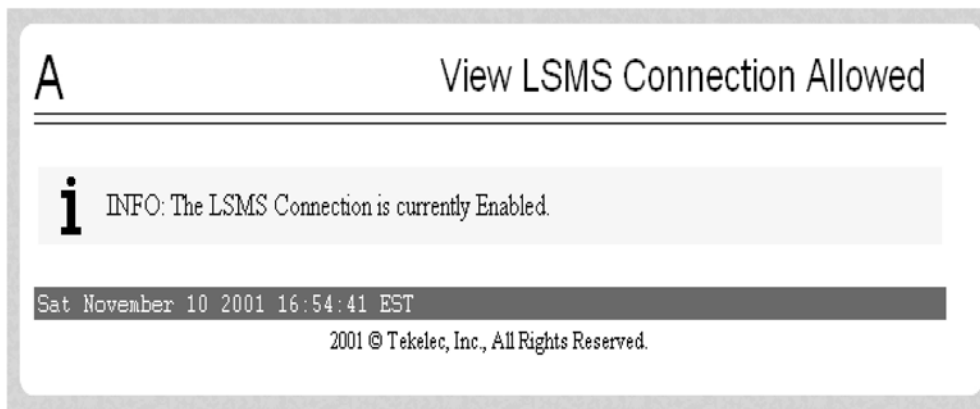 A
View LSMS Connection Allowed
i INFO: The LSMS Connection is currently Enabled.
Sat November 10 2001 16:54:41 EST
2001 © Tekelec, Inc., All Rights Reserved.